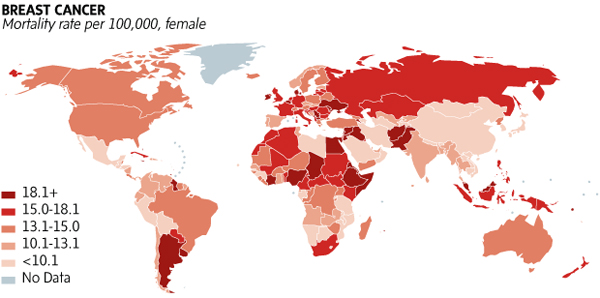 BREAST CANCER
Mortality rate per 100,000, female
18.1+
15.0-18.1
13.1-15.0
10.1-13.1
<10.1
No Data